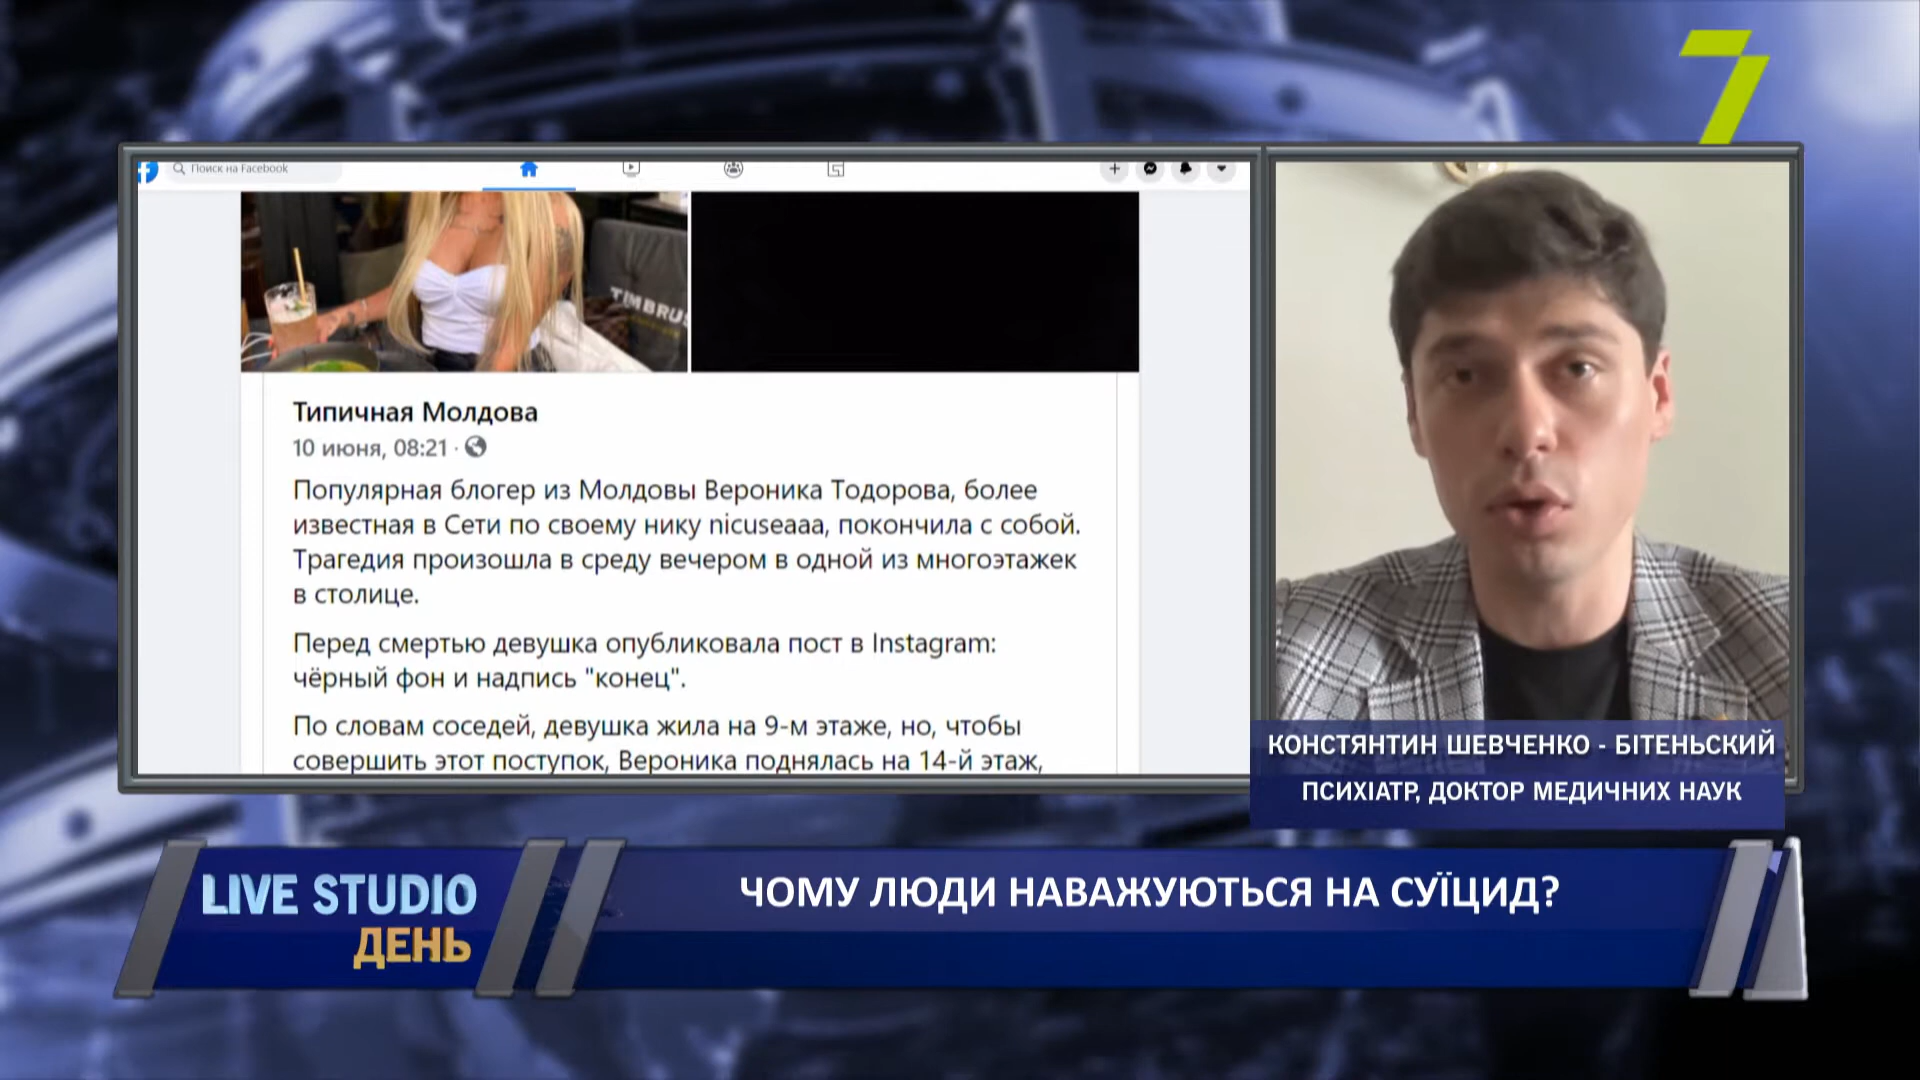 7
Поиск на Facebook
TIMBRUS
Типичная Молдова
10 июня, 08:21 ·
Популярная блогер из Молдовы Вероника Тодорова, более
известная в Сети по своему нику nicuseaaa, покончила с собой.
Трагедия произошла в среду вечером в одной из многоэтажек
в столице.
Перед смертью девушка опубликовала пост в Instagram:
чёрный фон и надпись "конец".
По словам соседей, девушка жила на 9-м этаже, но, чтобы
совершить этот поступок, Вероника поднялась на 14-й этаж,
КОНСТЯНТИН ШЕВЧЕНКО - БІТЕНЬСКИЙ
ПСИХІАТР, ДОКТОР МЕДИЧНИХ НАУК
LIVE STUDIO
ДЕНЬ
ЧОМУ ЛЮДИ НАВАЖУЮТЬСЯ НА СУЇЦИД?